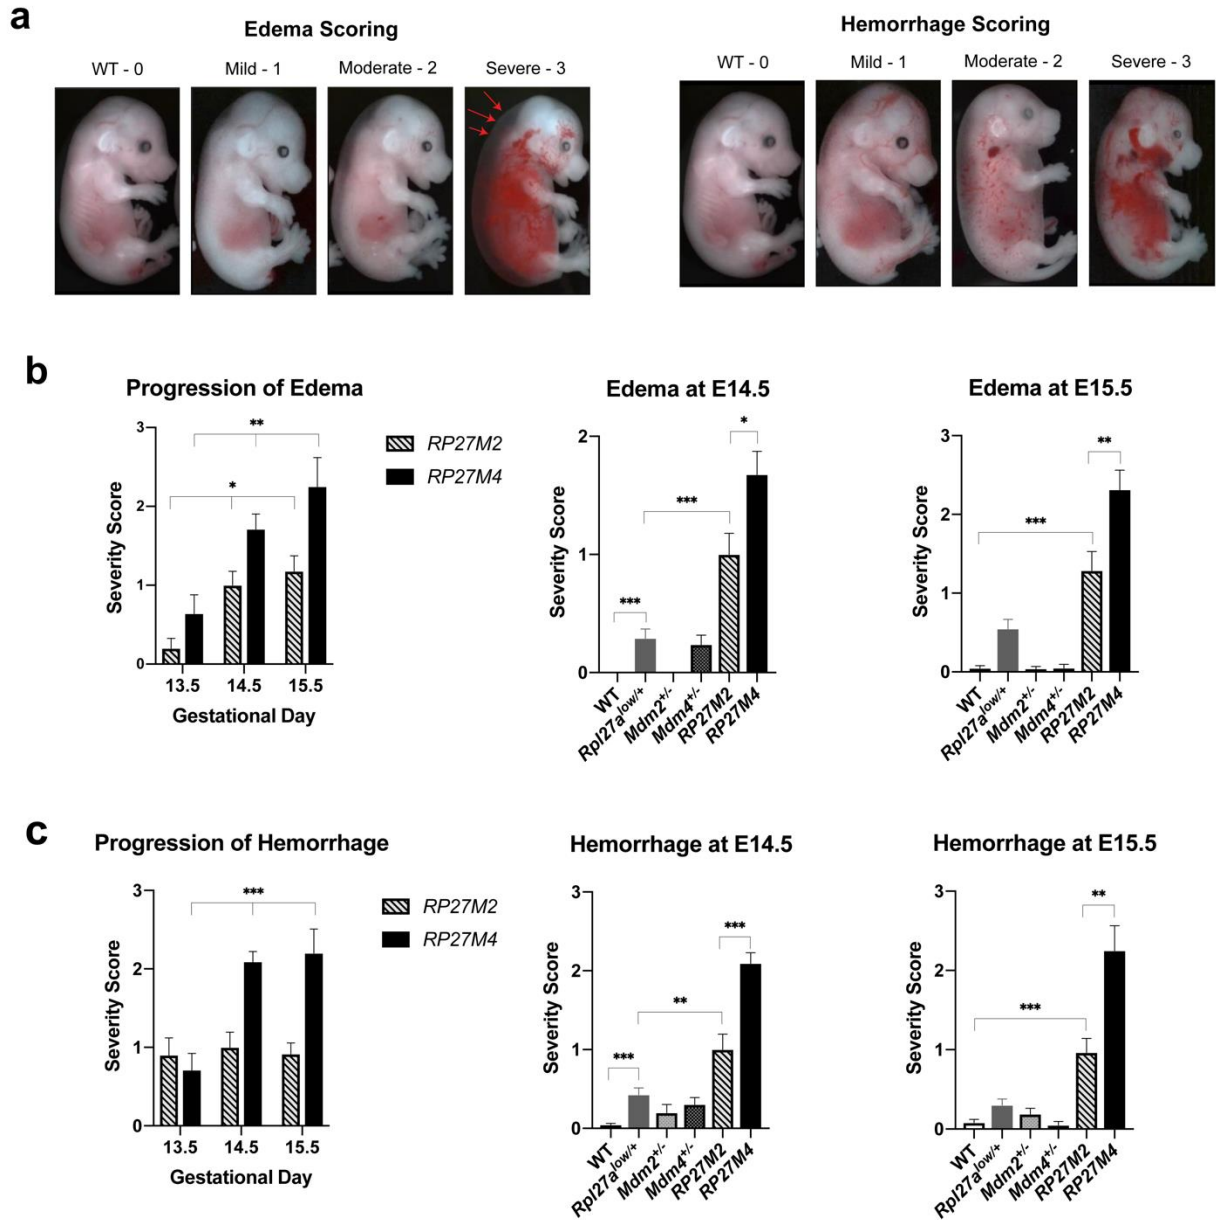 a
Edema Scoring
WT - 0 Mild - 1 Moderate - 2 Severe - 3
Hemorrhage Scoring
WT - 0 Mild - 1 Moderate - 2 Severe - 3
b
Progression of Edema
Severity Score
3
2
1
0
** 
*
13.5 14.5 15.5
Gestational Day
RP27M2
RP27M4
Edema at E14.5
Severity Score
2
1
0
***
***
*
WT
Rpl27a^low/+
Mdm2^+/-
Mdm4^+/-
RP27M2
RP27M4
Edema at E15.5
Severity Score
3
2
1
0
***
**
WT
Rpl27a^low/+
Mdm2^+/-
Mdm4^+/-
RP27M2
RP27M4
c
Progression of Hemorrhage
Severity Score
3
2
1
0
***
13.5 14.5 15.5
Gestational Day
RP27M2
RP27M4
Hemorrhage at E14.5
Severity Score
3
2
1
0
***
**
***
WT
Rpl27a^low/+
Mdm2^+/-
Mdm4^+/-
RP27M2
RP27M4
Hemorrhage at E15.5
Severity Score
3
2
1
0
***
**
WT
Rpl27a^low/+
Mdm2^+/-
Mdm4^+/-
RP27M2
RP27M4